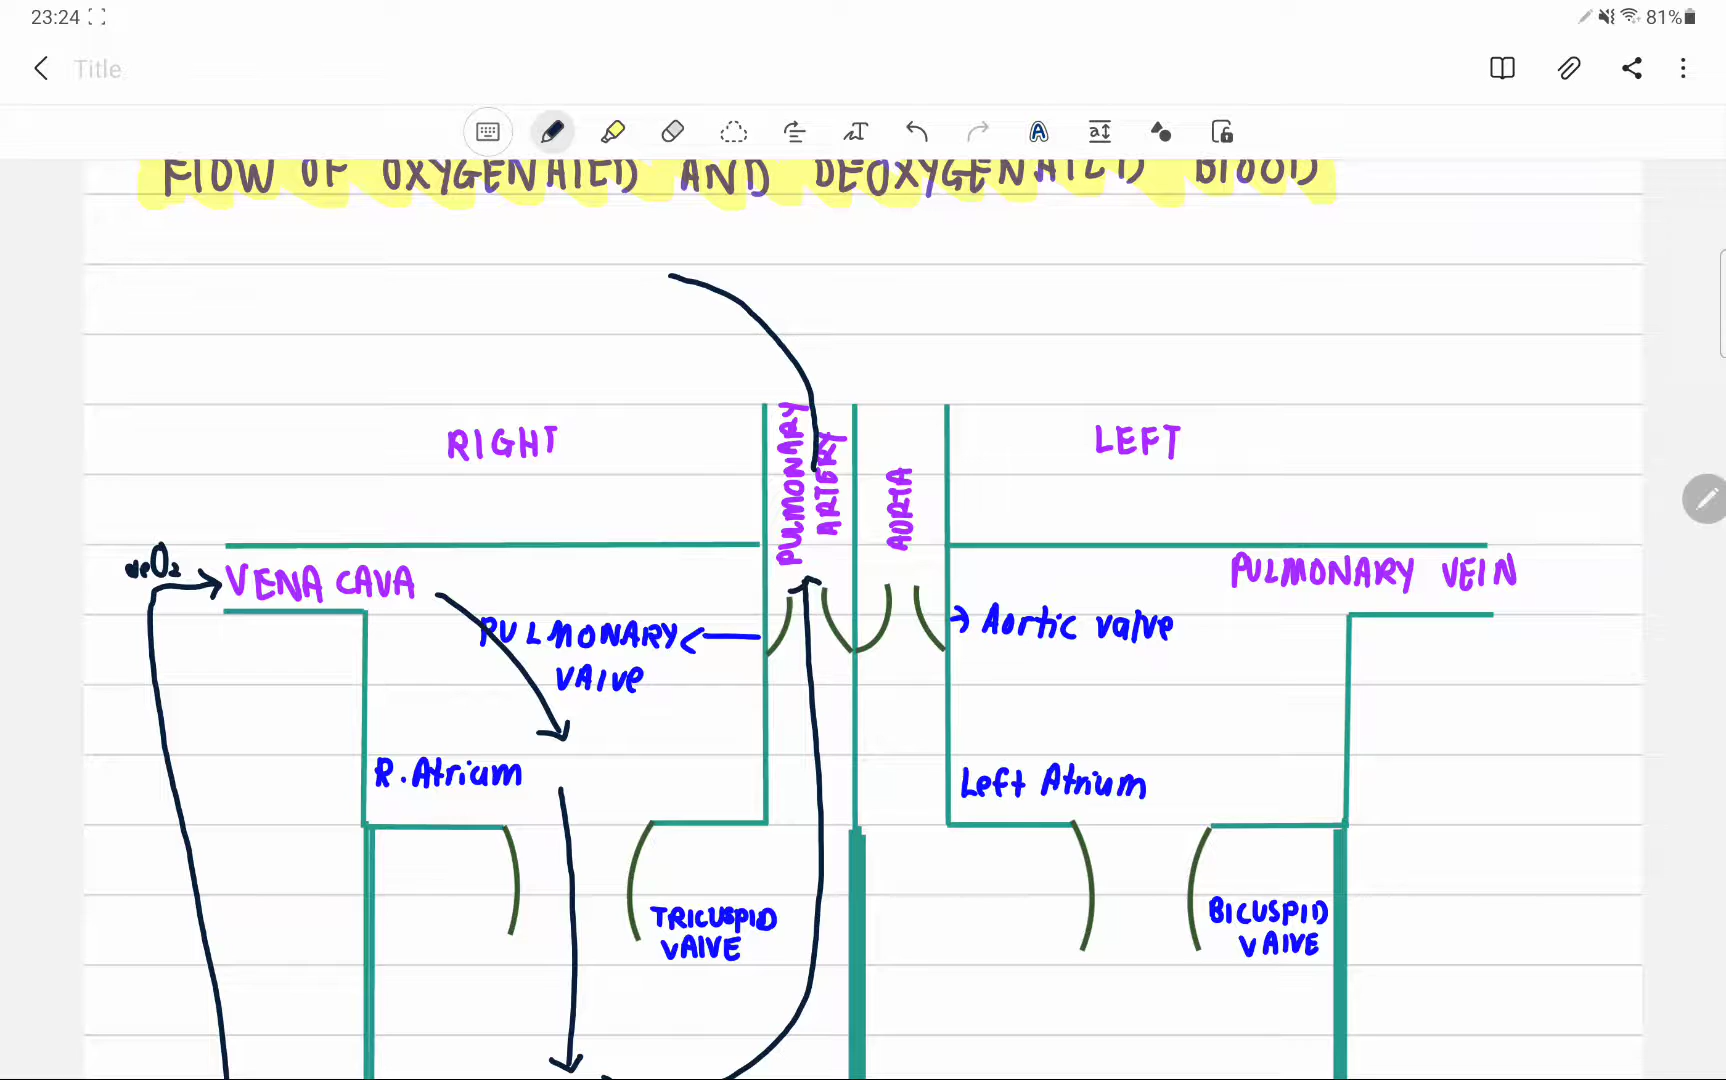 23:24
81%
Title
FlOW OF OXYGENATED AND DEOXYGENATED BlOOD
RIGHT
PULMONARY
ARTERY
AORTA
LEFT
VENA CAVA
PULMONARY VEIN
PULMONARY
VAlVe
Aortic valve
R. Atrium
Left Atrium
TRICUSPID
VAlVE
BICUSPID
VAlVE